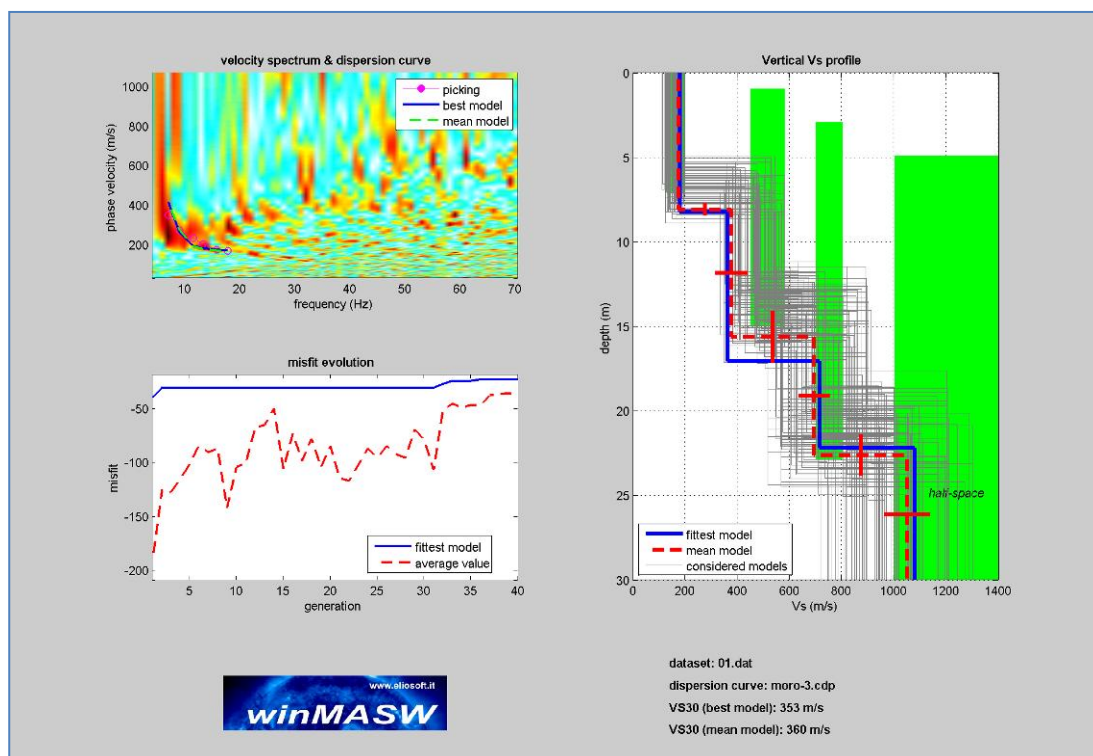 velocity spectrum & dispersion curve
1000
800
600
400
200
phase velocity (m/s)
picking
best model
mean model
10
20
30
40
50
60
70
frequency (Hz)
misfit evolution
-50
-100
-150
-200
misfit
fittest model
average value
5
10
15
20
25
30
35
40
generation
www.eliosoft.it
winMASW
Vertical Vs profile
0
5
10
15
20
25
30
depth (m)
half-space
fittest model
mean model
considered models
0
200
400
600
800
1000
1200
1400
Vs (m/s)
dataset: 01.dat
dispersion curve: moro-3.cdp
VS30 (best model): 353 m/s
VS30 (mean model): 360 m/s